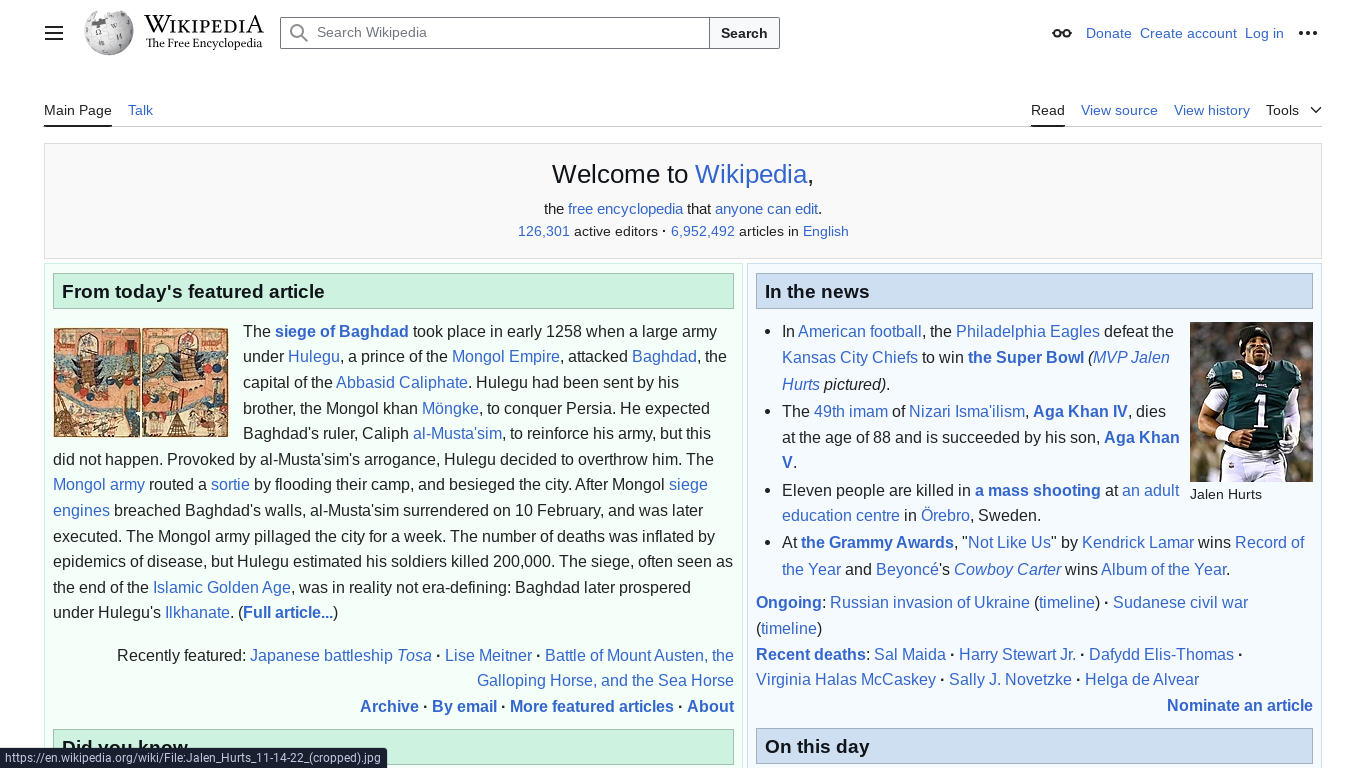 WIKIPEDIA
The Free Encyclopedia
Search Wikipedia
Search
Donate Create account Log in
Main Page Talk
Read View source View history Tools
Welcome to Wikipedia,
the free encyclopedia that anyone can edit.
126,301 active editors · 6,952,492 articles in English
From today's featured article
The siege of Baghdad took place in early 1258 when a large army
under Hulegu, a prince of the Mongol Empire, attacked Baghdad, the
capital of the Abbasid Caliphate. Hulegu had been sent by his
brother, the Mongol khan Möngke, to conquer Persia. He expected
Baghdad's ruler, Caliph al-Musta'sim, to reinforce his army, but this
did not happen. Provoked by al-Musta'sim's arrogance, Hulegu decided to overthrow him. The
Mongol army routed a sortie by flooding their camp, and besieged the city. After Mongol siege
engines breached Baghdad's walls, al-Musta'sim surrendered on 10 February, and was later
executed. The Mongol army pillaged the city for a week. The number of deaths was inflated by
epidemics of disease, but Hulegu estimated his soldiers killed 200,000. The siege, often seen as
the end of the Islamic Golden Age, was in reality not era-defining: Baghdad later prospered
under Hulegu's Ilkhanate. (Full article...)
Recently featured: Japanese battleship Tosa · Lise Meitner · Battle of Mount Austen, the
Galloping Horse, and the Sea Horse
Archive · By email · More featured articles · About
Did you know
In the news
In American football, the Philadelphia Eagles defeat the
Kansas City Chiefs to win the Super Bowl (MVP Jalen
Hurts pictured).
The 49th imam of Nizari Isma'ilism, Aga Khan IV, dies
at the age of 88 and is succeeded by his son, Aga Khan
V.
Eleven people are killed in a mass shooting at an adult
education centre in Örebro, Sweden.
At the Grammy Awards, "Not Like Us" by Kendrick Lamar wins Record of
the Year and Beyoncé's Cowboy Carter wins Album of the Year.
1
Jalen Hurts
Ongoing: Russian invasion of Ukraine (timeline) · Sudanese civil war
(timeline)
Recent deaths: Sal Maida · Harry Stewart Jr. · Dafydd Elis-Thomas ·
Virginia Halas McCaskey · Sally J. Novetzke · Helga de Alvear
Nominate an article
On this day
https://en.wikipedia.org/wiki/File:Jalen_Hurts_11-14-22_(cropped).jpg